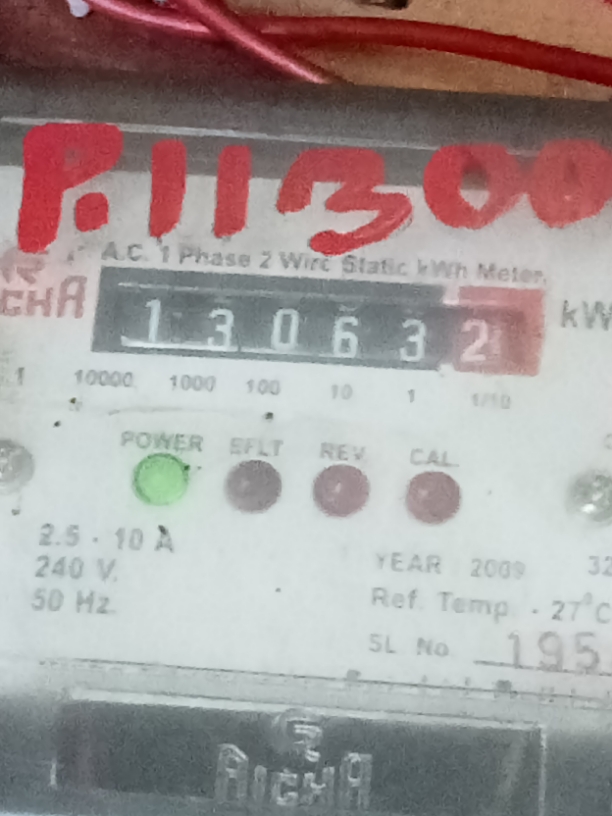 P.11300
A.C. 1 Phase 2 Wire Static kWh Meter.
RICHA
130632 kW
1 10000 1000 100 10 1 1/10
POWER EFLT REV CAL.
2.5 - 10 A
240 V.
50 Hz.
YEAR 2009 32
Ref. Temp. - 27°C
SL No. 195
RICHA